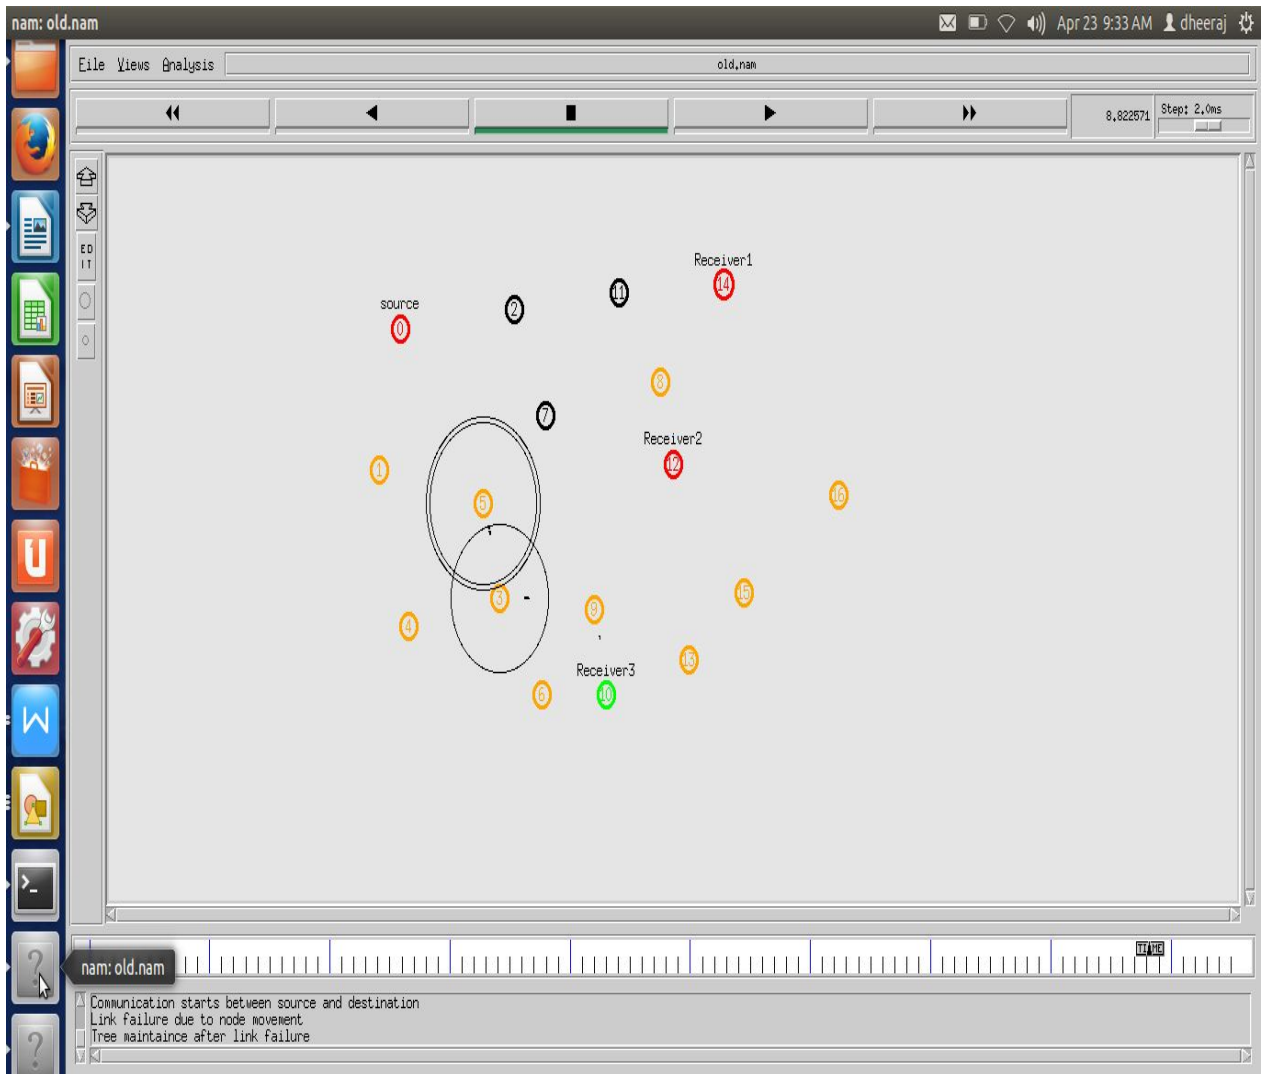 nam: old.nam
Apr 23 9:33 AM dheeraj
File Views Analysis
old.nam
8.822571
Step: 2.0ms
ED
IT
Receiver1
14
11
source
2
0
8
7
Receiver2
12
1
16
5
15
3
9
4
13
Receiver3
6
10
TIME
nam: old.nam
Communication starts between source and destination
Link failure due to node movement
Tree maintaince after link failure